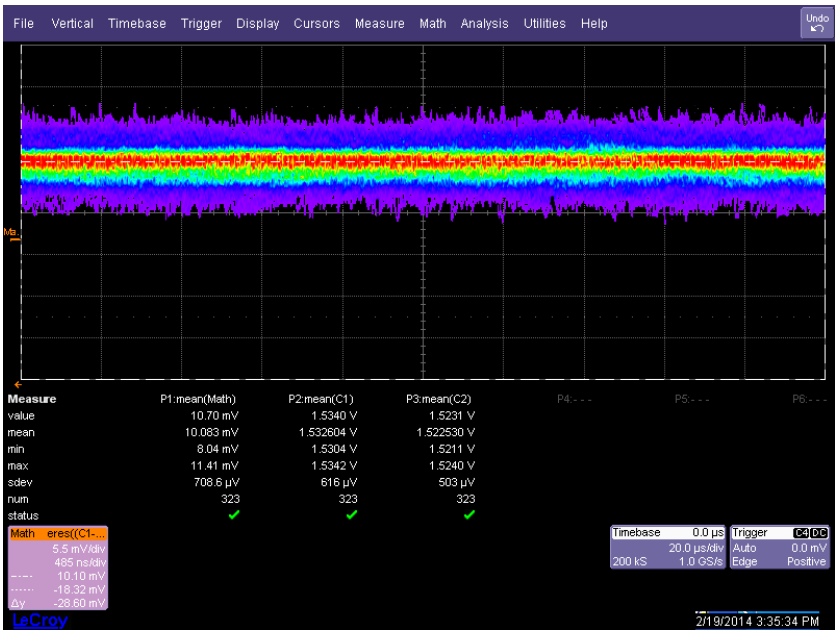 File Vertical Timebase Trigger Display Cursors Measure Math Analysis Utilities Help Undo
Ma
Measure P1:mean(Math) P2:mean(C1) P3:mean(C2) P4:- - - P5:- - - P6:- - -
value 10.70 mV 1.5340 V 1.5231 V
mean 10.083 mV 1.532604 V 1.522530 V
min 8.04 mV 1.5304 V 1.5211 V
max 11.41 mV 1.5342 V 1.5240 V
sdev 708.6 µV 616 µV 503 µV
num 323 323 323
status
Math eres((C1-...
5.5 mV/div
485 ns/div
10.10 mV
-18.32 mV
Δy -28.60 mV
Timebase 0.0 µs
20.0 µs/div
200 kS 1.0 GS/s
Trigger C4 DC
Auto 0.0 mV
Edge Positive
LeCroy
2/19/2014 3:35:34 PM